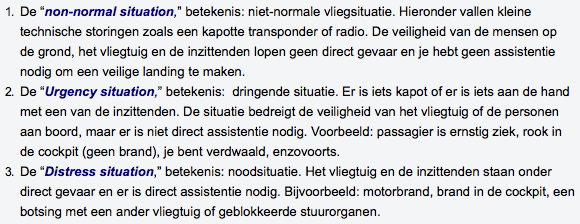 1. De “non-normal situation,” betekenis: niet-normale vliegsituatie. Hieronder vallen kleine
technische storingen zoals een kapotte transponder of radio. De veiligheid van de mensen op
de grond, het vliegtuig en de inzittenden lopen geen direct gevaar en je hebt geen assistentie
nodig om een veilige landing te maken.
2. De “Urgency situation,” betekenis:  dringende situatie. Er is iets kapot of er is iets aan de hand
met een van de inzittenden. De situatie bedreigt de veiligheid van het vliegtuig of de personen
aan boord, maar er is niet direct assistentie nodig. Voorbeeld: passagier is ernstig ziek, rook in
de cockpit (geen brand), je bent verdwaald, enzovoorts.
3. De “Distress situation,” betekenis: noodsituatie. Het vliegtuig en de inzittenden staan onder
direct gevaar en er is direct assistentie nodig. Bijvoorbeeld: motorbrand, brand in de cockpit, een
botsing met een ander vliegtuig of geblokkeerde stuurorganen.